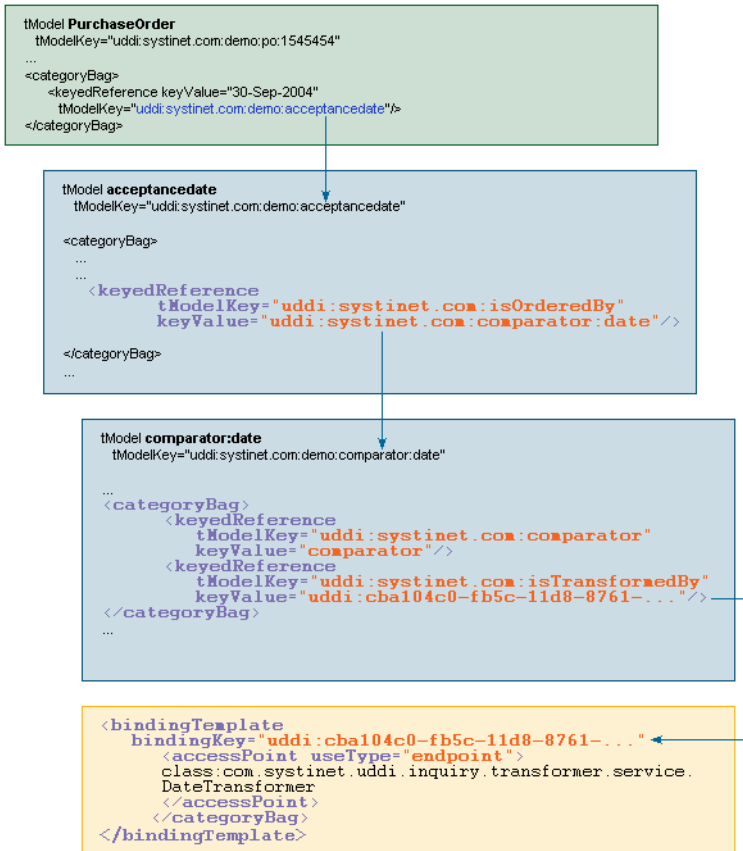 tModel PurchaseOrder
tModelKey="uddi:systinet.com:demo:po:1545454"
...
<categoryBag>
<keyedReference keyValue="30-Sep-2004"
tModelKey="uddi:systinet.com:demo:acceptancedate"/>
</categoryBag>
tModel acceptancedate
tModelKey="uddi:systinet.com:demo:acceptancedate"
<categoryBag>
...
...
<keyedReference
tModelKey="uddi:systinet.com:isOrderedBy"
keyValue="uddi:systinet.com:comparator:date"/>
</categoryBag>
...
tModel comparator:date
tModelKey="uddi:systinet.com:demo:comparator:date"
...
<categoryBag>
<keyedReference
tModelKey="uddi:systinet.com:comparator"
keyValue="comparator"/>
<keyedReference
tModelKey="uddi:systinet.com:isTransformedBy"
keyValue="uddi:cba104c0-fb5c-11d8-8761-..."/>
</categoryBag>
...
<bindingTemplate
bindingKey="uddi:cba104c0-fb5c-11d8-8761-..."
<accessPoint useType="endpoint">
class:com.systinet.uddi.inquiry.transformer.service.
DateTransformer
</accessPoint>
</categoryBag>
</bindingTemplate>